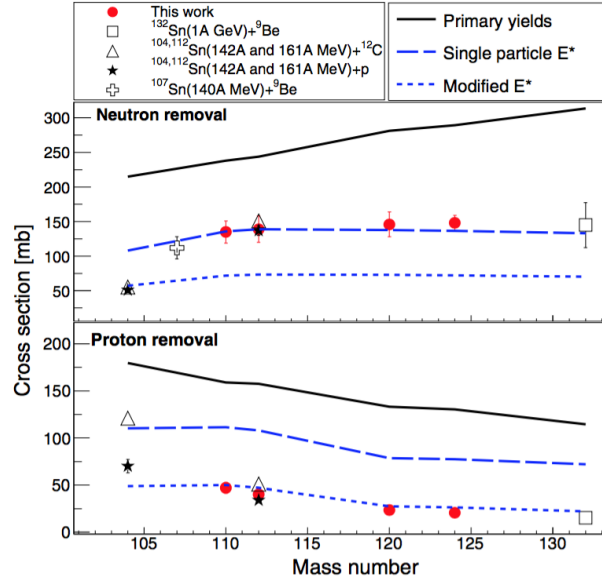 This work
¹³²Sn(1A GeV)+⁹Be
¹⁰⁴,¹¹²Sn(142A and 161A MeV)+¹²C
¹⁰⁴,¹¹²Sn(142A and 161A MeV)+p
¹⁰⁷Sn(140A MeV)+⁹Be
Primary yields
Single particle E*
Modified E*
Neutron removal
300
250
200
150
100
50
0
Cross section [mb]
Proton removal
200
150
100
50
0
105 110 115 120 125 130
Mass number